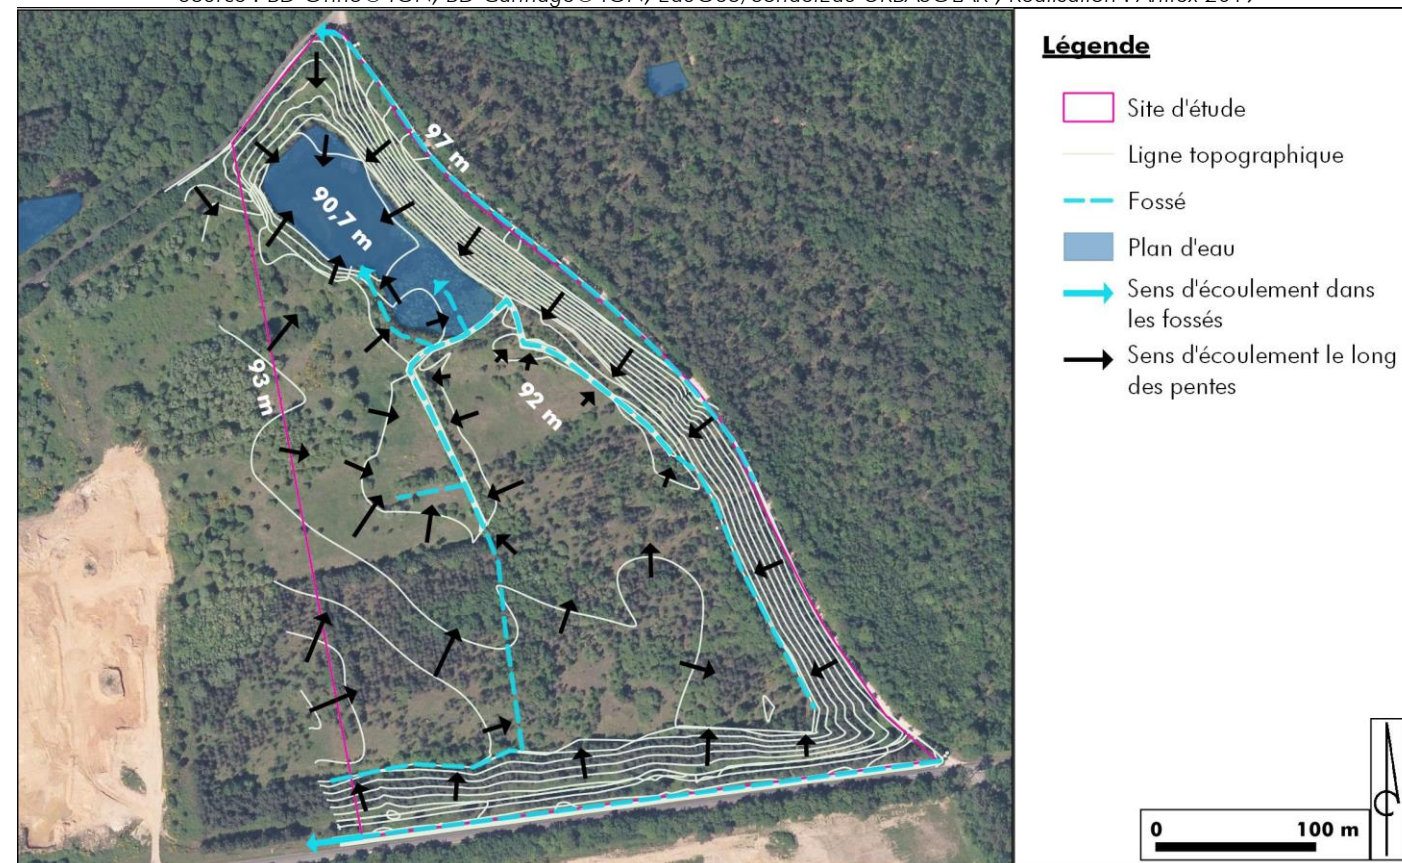 Légende
Site d'étude
Ligne topographique
Fossé
Plan d'eau
Sens d'écoulement dans
les fossés
Sens d'écoulement le long
des pentes
97 m
90,7 m
93 m
92 m
0 100 m